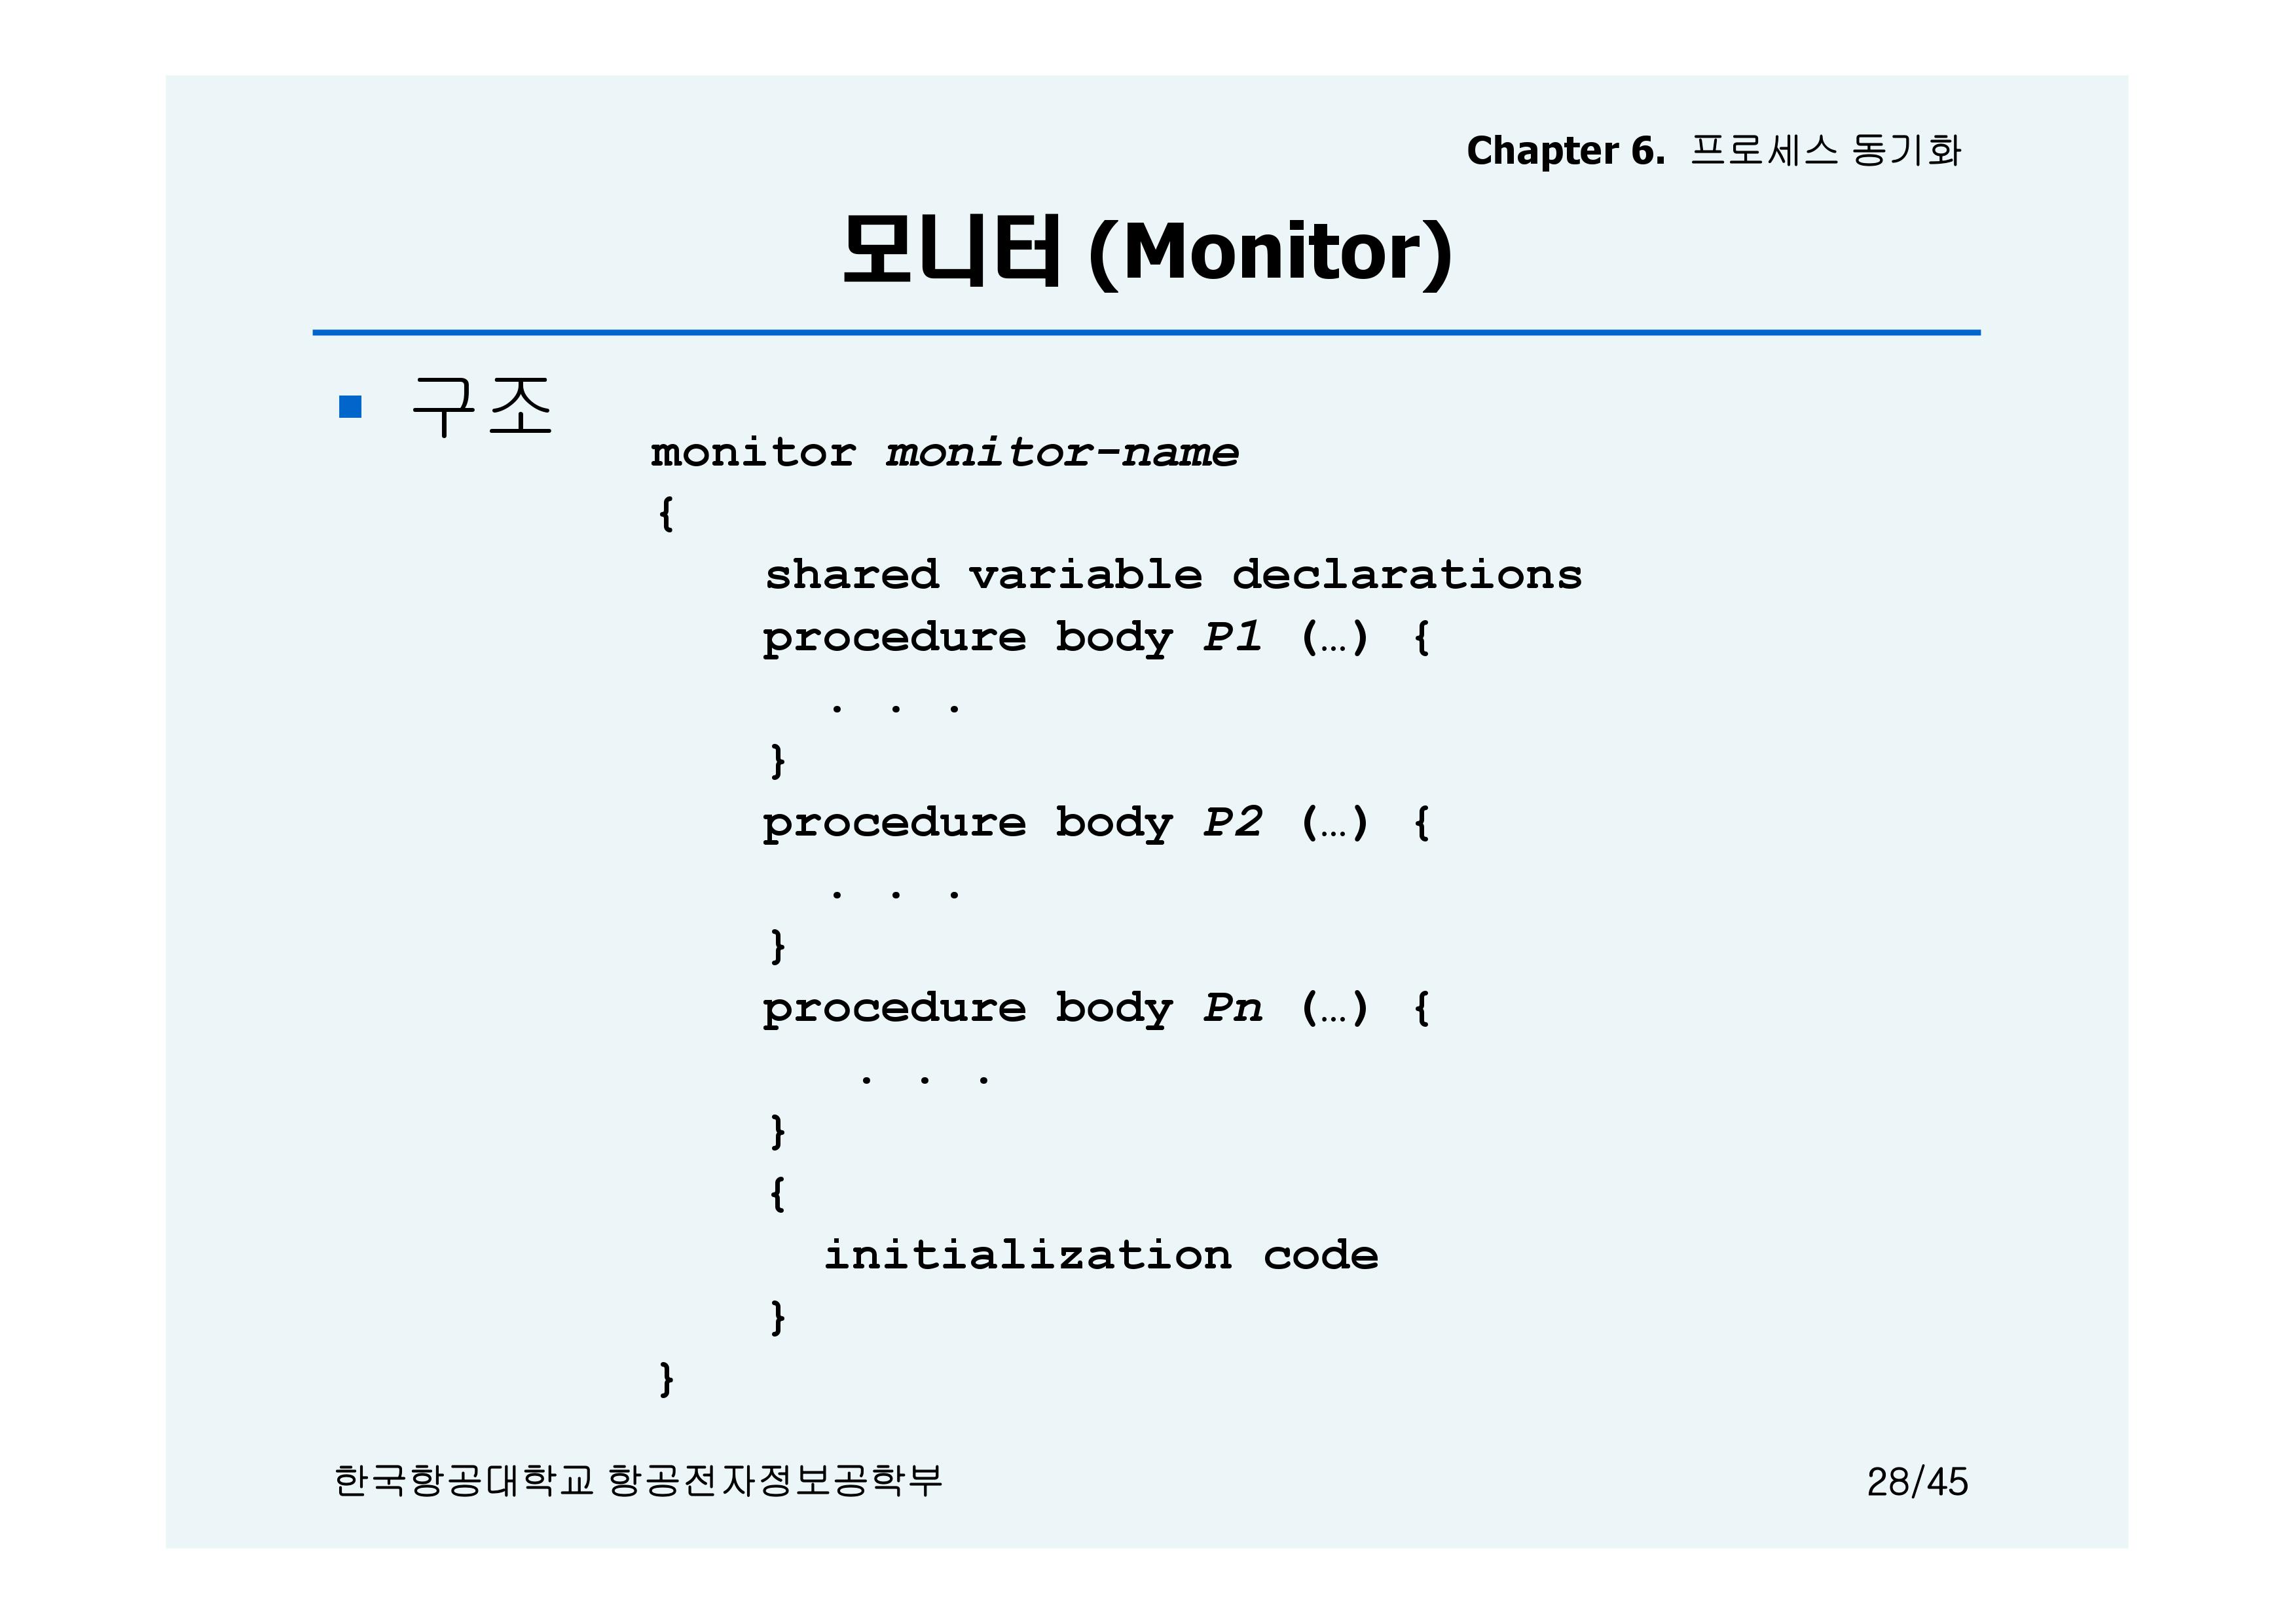 Chapter 6. 프로세스 동기화
모니터 (Monitor)
구조
monitor monitor-name
{
shared variable declarations
procedure body P1 (…) {
. . .
}
procedure body P2 (…) {
. . .
}
procedure body Pn (…) {
. . .
}
{
initialization code
}
}
한국항공대학교 항공전자정보공학부
28/45